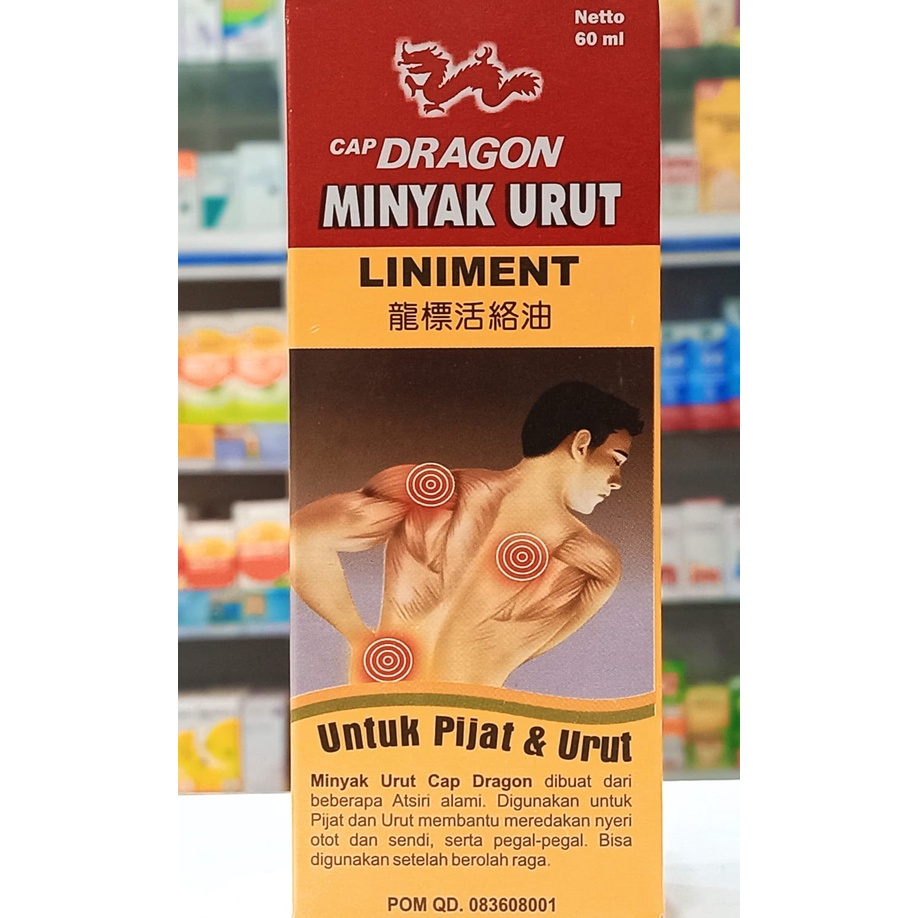 Netto
60 ml
CAP DRAGON
MINYAK URUT
LINIMENT
龍標活絡油
Untuk Pijat & Urut
Minyak Urut Cap Dragon dibuat dari
beberapa Atsiri alami. Digunakan untuk
Pijat dan Urut membantu meredakan nyeri
otot dan sendi, serta pegal-pegal. Bisa
digunakan setelah berolah raga.
POM QD. 083608001